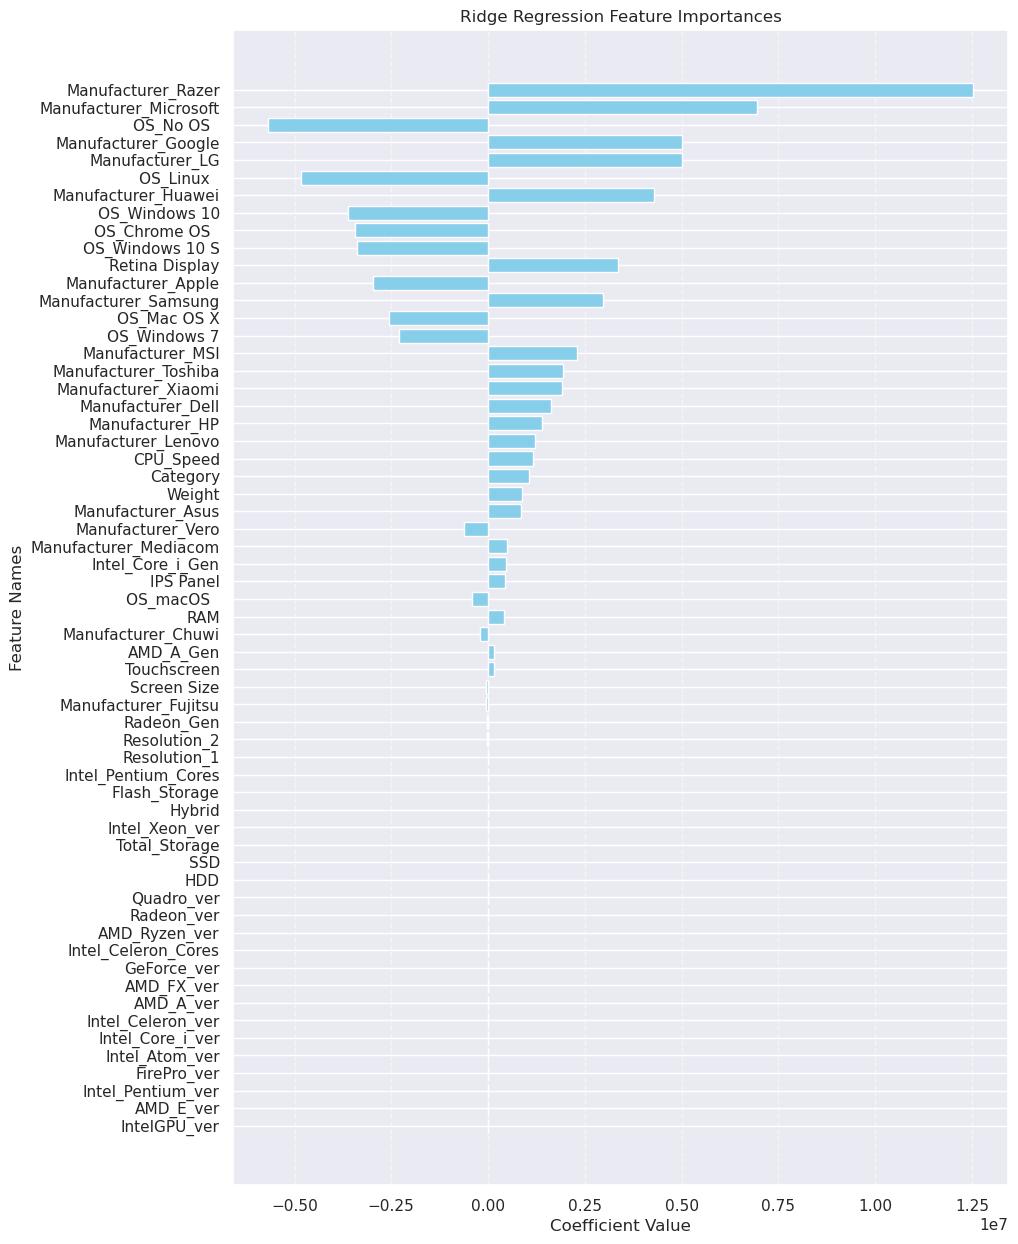 Ridge Regression Feature Importances
Manufacturer_Razer
Manufacturer_Microsoft
OS_No OS
Manufacturer_Google
Manufacturer_LG
OS_Linux
Manufacturer_Huawei
OS_Windows 10
OS_Chrome OS
OS_Windows 10 S
Retina Display
Manufacturer_Apple
Manufacturer_Samsung
OS_Mac OS X
OS_Windows 7
Manufacturer_MSI
Manufacturer_Toshiba
Manufacturer_Xiaomi
Manufacturer_Dell
Manufacturer_HP
Manufacturer_Lenovo
CPU_Speed
Category
Weight
Manufacturer_Asus
Manufacturer_Vero
Manufacturer_Mediacom
Intel_Core_i_Gen
IPS Panel
OS_macOS
RAM
Manufacturer_Chuwi
AMD_A_Gen
Touchscreen
Screen Size
Manufacturer_Fujitsu
Radeon_Gen
Resolution_2
Resolution_1
Intel_Pentium_Cores
Flash_Storage
Hybrid
Intel_Xeon_ver
Total_Storage
SSD
HDD
Quadro_ver
Radeon_ver
AMD_Ryzen_ver
Intel_Celeron_Cores
GeForce_ver
AMD_FX_ver
AMD_A_ver
Intel_Celeron_ver
Intel_Core_i_ver
Intel_Atom_ver
FirePro_ver
Intel_Pentium_ver
AMD_E_ver
IntelGPU_ver
Feature Names
−0.50 −0.25 0.00 0.25 0.50 0.75 1.00 1.25
Coefficient Value
1e7